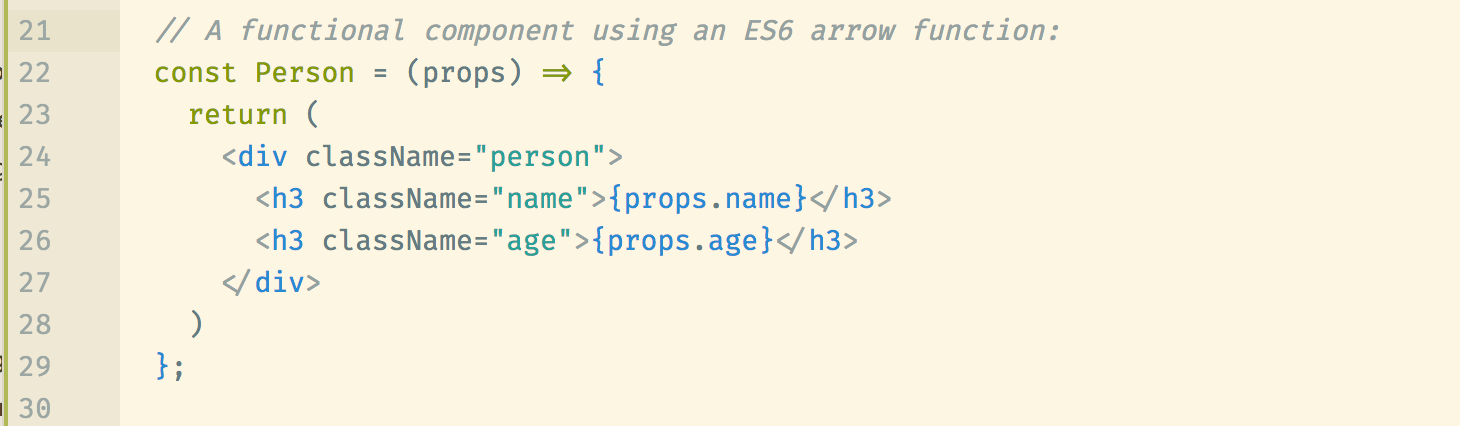 21 // A functional component using an ES6 arrow function:
22 const Person = (props) => {
23 return (
24 <div className="person">
25 <h3 className="name">{props.name}</h3>
26 <h3 className="age">{props.age}</h3>
27 </div>
28 )
29 };
30